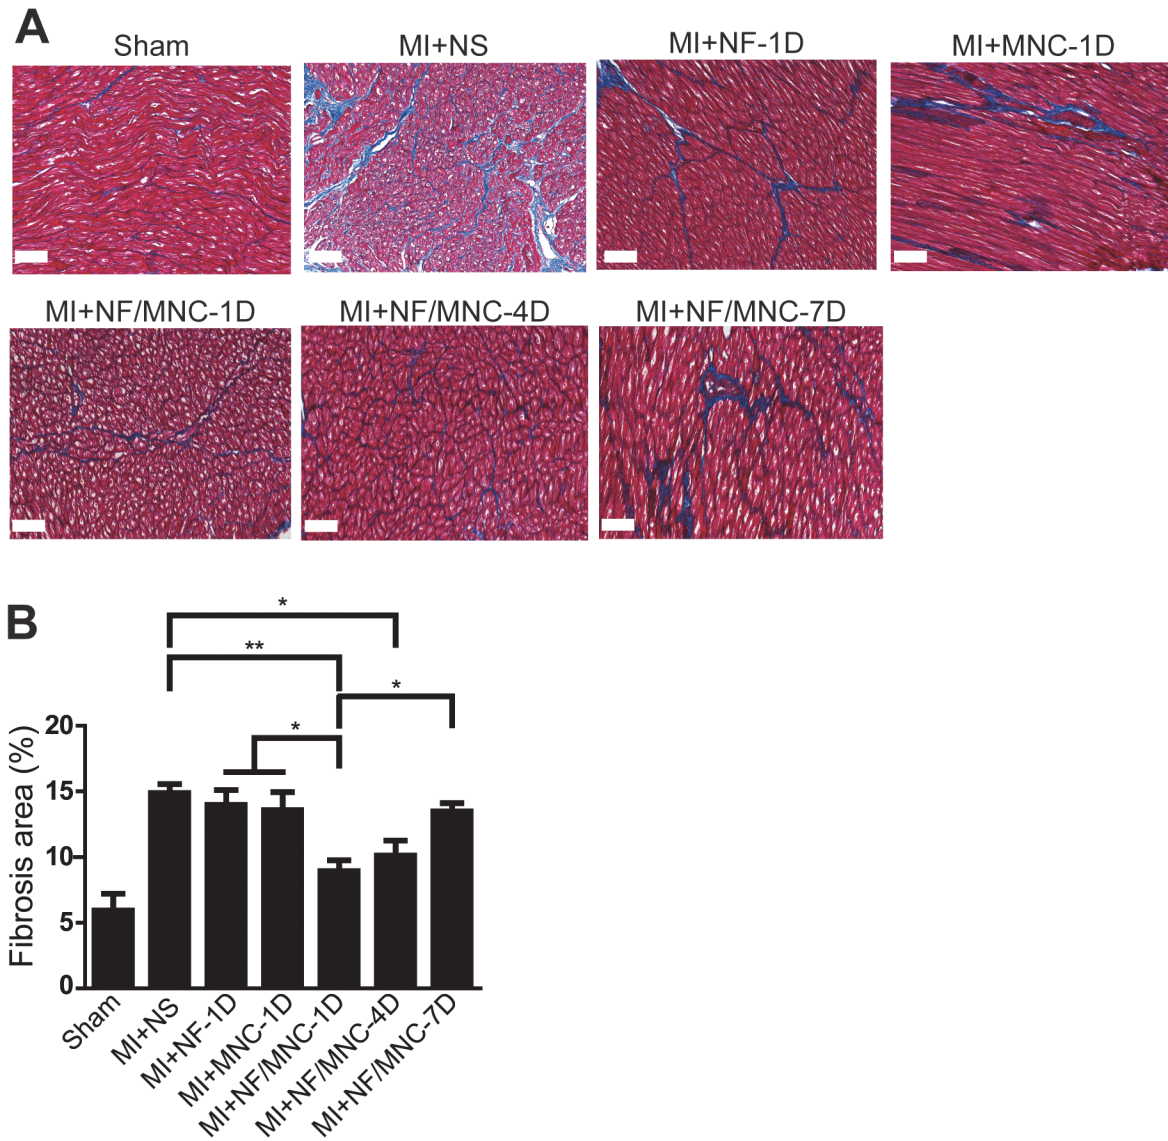 A
Sham
MI+NS
MI+NF-1D
MI+MNC-1D
MI+NF/MNC-1D
MI+NF/MNC-4D
MI+NF/MNC-7D
B
*
**
*
*
Fibrosis area (%)
20
15
10
5
0
Sham
MI+NS
MI+NF-1D
MI+MNC-1D
MI+NF/MNC-1D
MI+NF/MNC-4D
MI+NF/MNC-7D